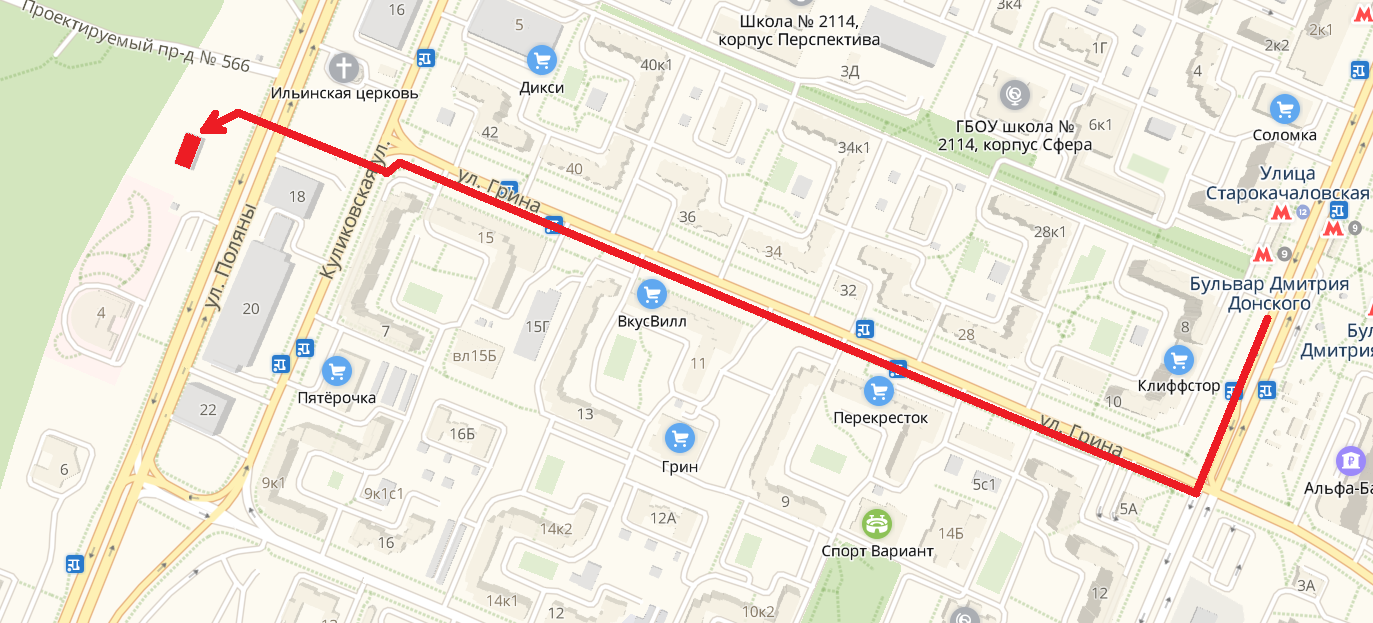 Проектируемый пр-д № 566
16
Ильинская церковь
5
Дикси
40к1
Школа № 2114,
корпус Перспектива
3Д
3к4
1Г
2к2
2к1
4
ГБОУ школа №
2114, корпус Сфера
6к1
Соломка
Улица
Старокачаловская
12
9
9
Бульвар Дмитрия
Донского
42
40
34к1
ул. Грина
36
34
28к1
18
ул. Поляны
Куликовская ул.
15
20
4
7
ВкусВилл
15Г
вл15Б
11
32
28
8
Клиффстор
10
Перекресток
ул. Грина
Пятёрочка
22
13
16Б
Грин
6
9к1
9к1с1
16
14к2
12А
9
5с1
5А
Спорт Вариант
14Б
Альфа-Ба
14к1
12
10к2
12
3А